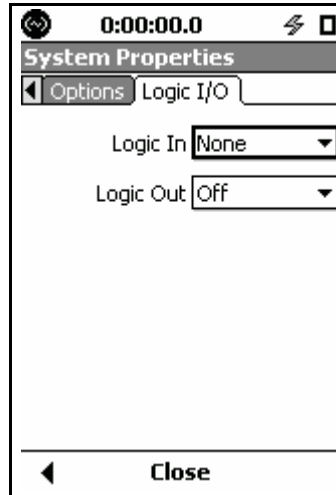 0:00:00.0
System Properties
Options Logic I/O
Logic In None
Logic Out Off
Close